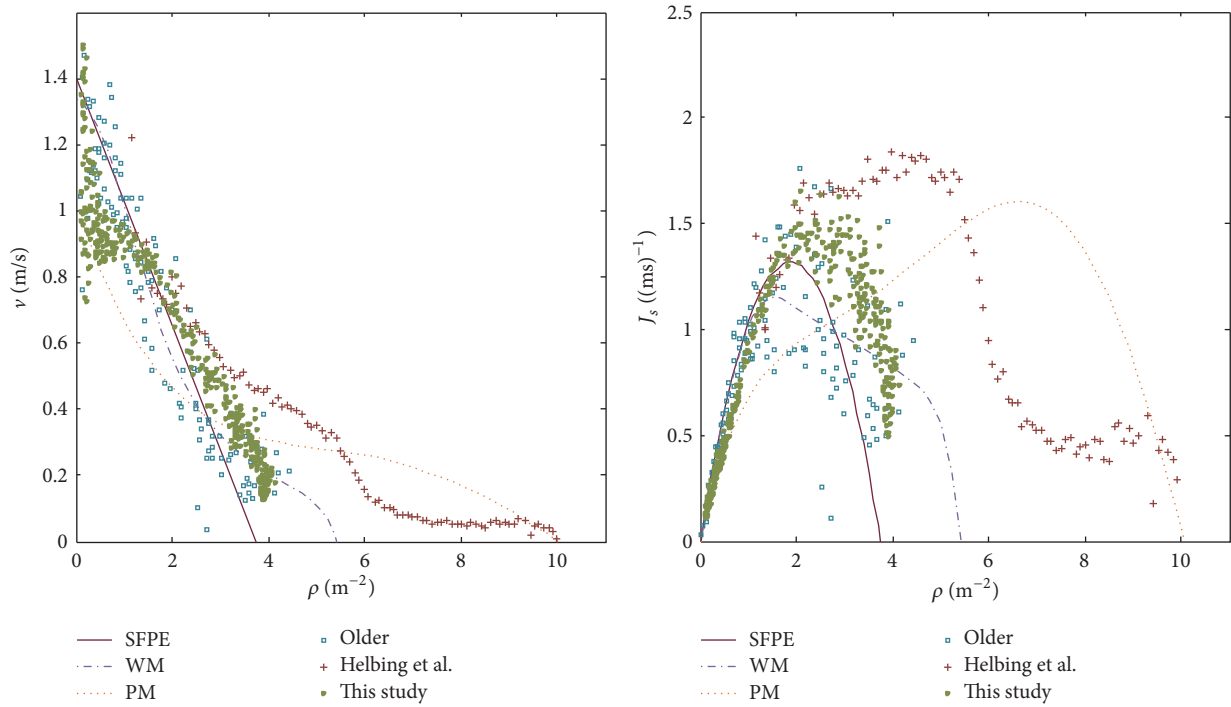 1.4
1.2
1
0.8
0.6
0.4
0.2
0
v (m/s)
0 2 4 6 8 10
ρ (m⁻²)
SFPE
WM
PM
Older
Helbing et al.
This study
2.5
2
1.5
1
0.5
0
Jₛ ((ms)⁻¹)
0 2 4 6 8 10
ρ (m⁻²)
SFPE
WM
PM
Older
Helbing et al.
This study